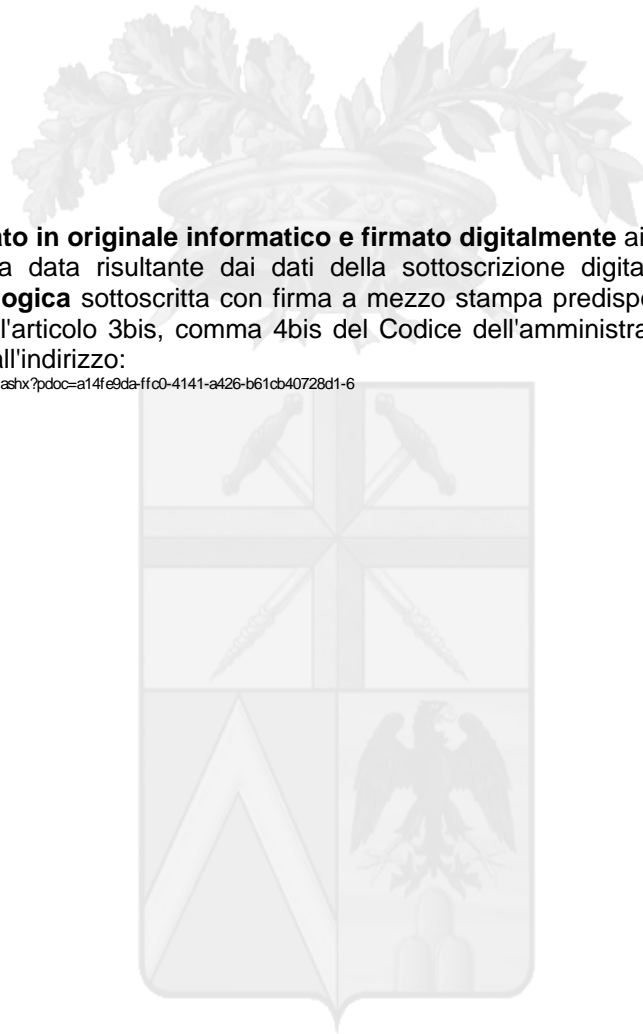 ato in originale informatico e firmato digitalmente ai
a data risultante dai dati della sottoscrizione digita
logica sottoscritta con firma a mezzo stampa predispo
l'articolo 3bis, comma 4bis del Codice dell'amministra
all'indirizzo:
ashx?pdoc=a14fe9da-ffc0-4141-a426-b61cb40728d1-6